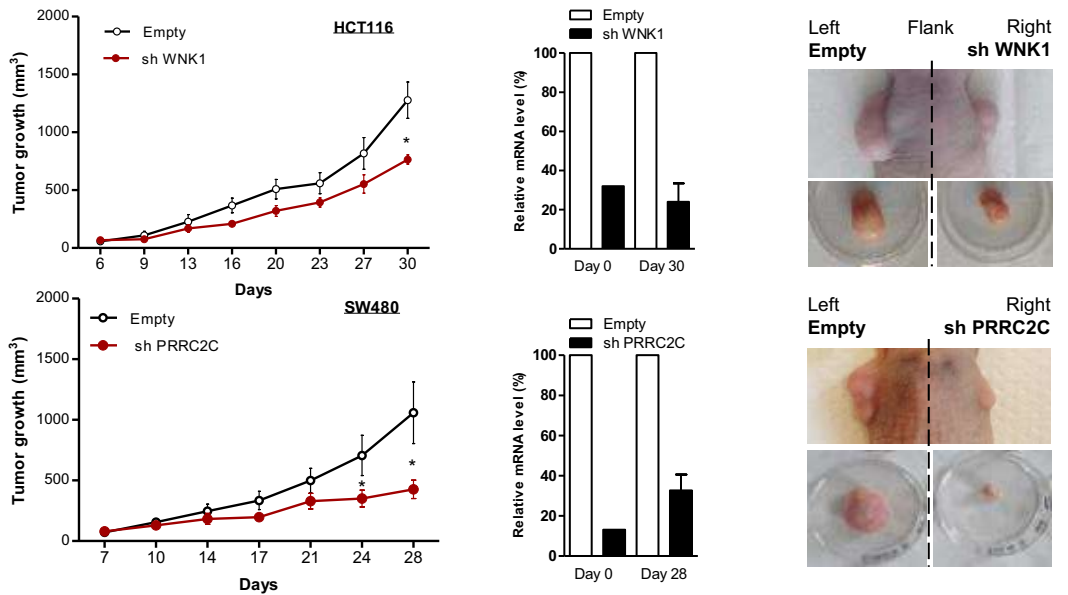 HCT116
Empty
sh WNK1
Tumor growth (mm³)
2000
1500
1000
500
0
*
6 9 13 16 20 23 27 30
Days
Empty
sh WNK1
Relative mRNA level (%)
100
80
60
40
20
0
Day 0 Day 30
Left Flank Right
Empty sh WNK1
SW480
Empty
sh PRRC2C
Tumor growth (mm³)
2000
1500
1000
500
0
*
*
7 10 14 17 21 24 28
Days
Empty
sh PRRC2C
Relative mRNA level (%)
100
80
60
40
20
0
Day 0 Day 28
Left Right
Empty sh PRRC2C